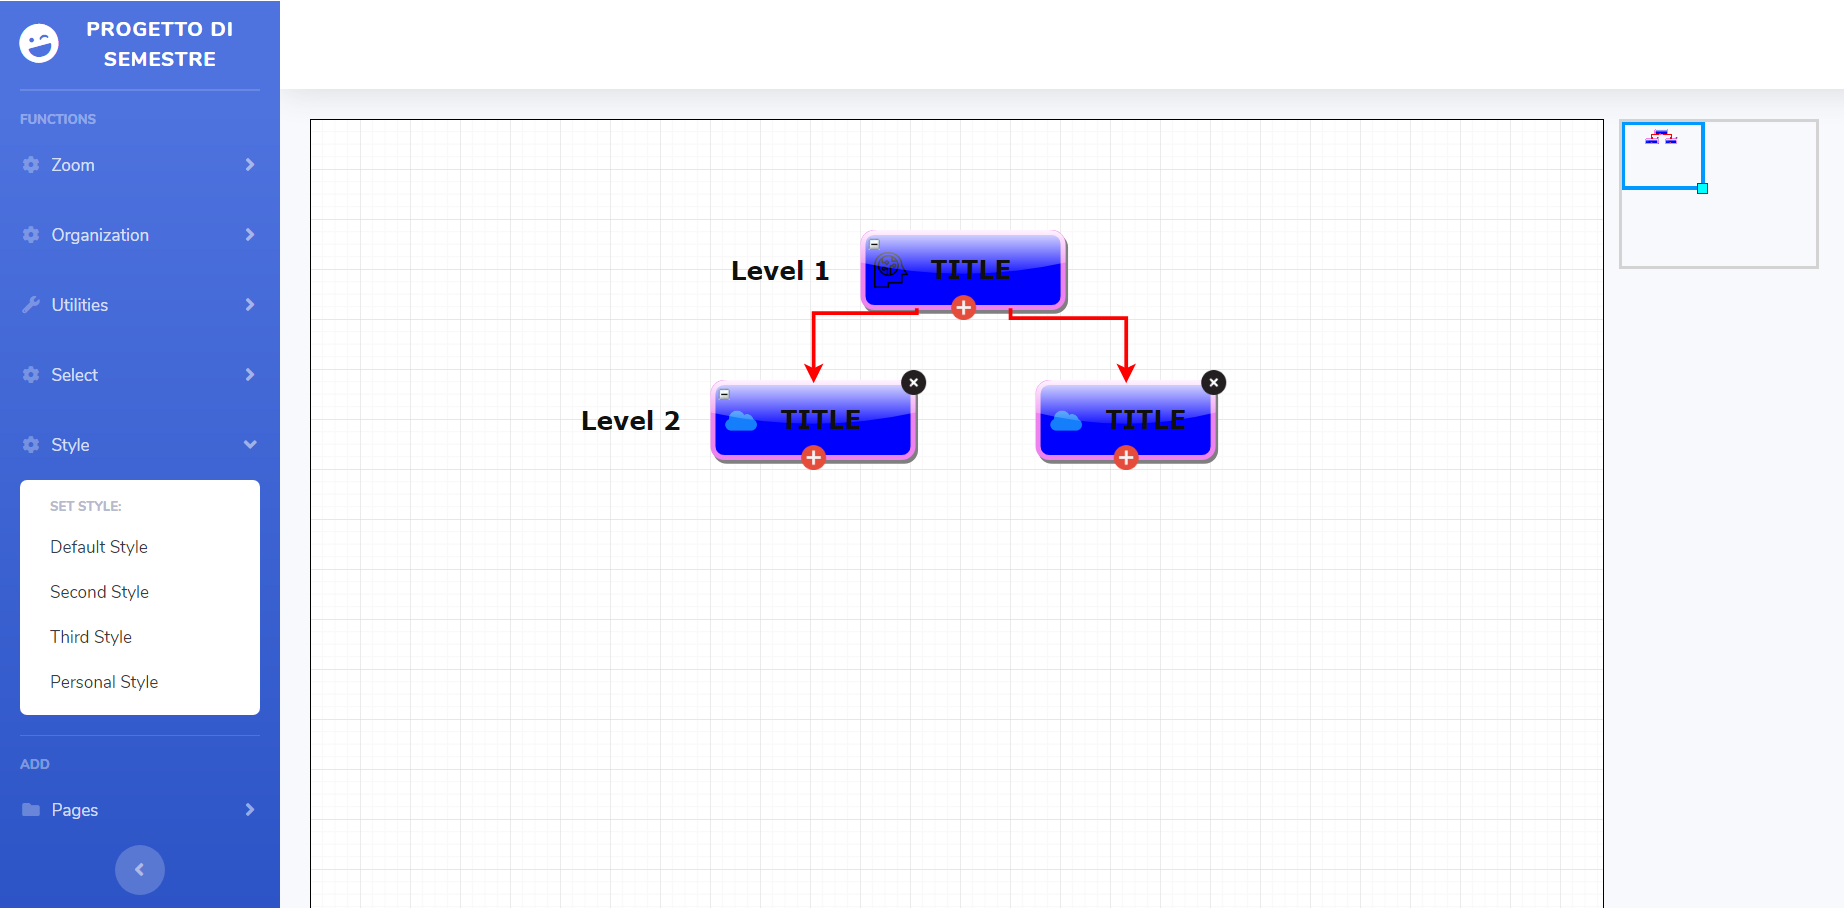 PROGETTO DI
SEMESTRE
FUNCTIONS
Zoom
Organization
Utilities
Select
Style
SET STYLE:
Default Style
Second Style
Third Style
Personal Style
ADD
Pages
Level 1
TITLE
Level 2
TITLE
TITLE